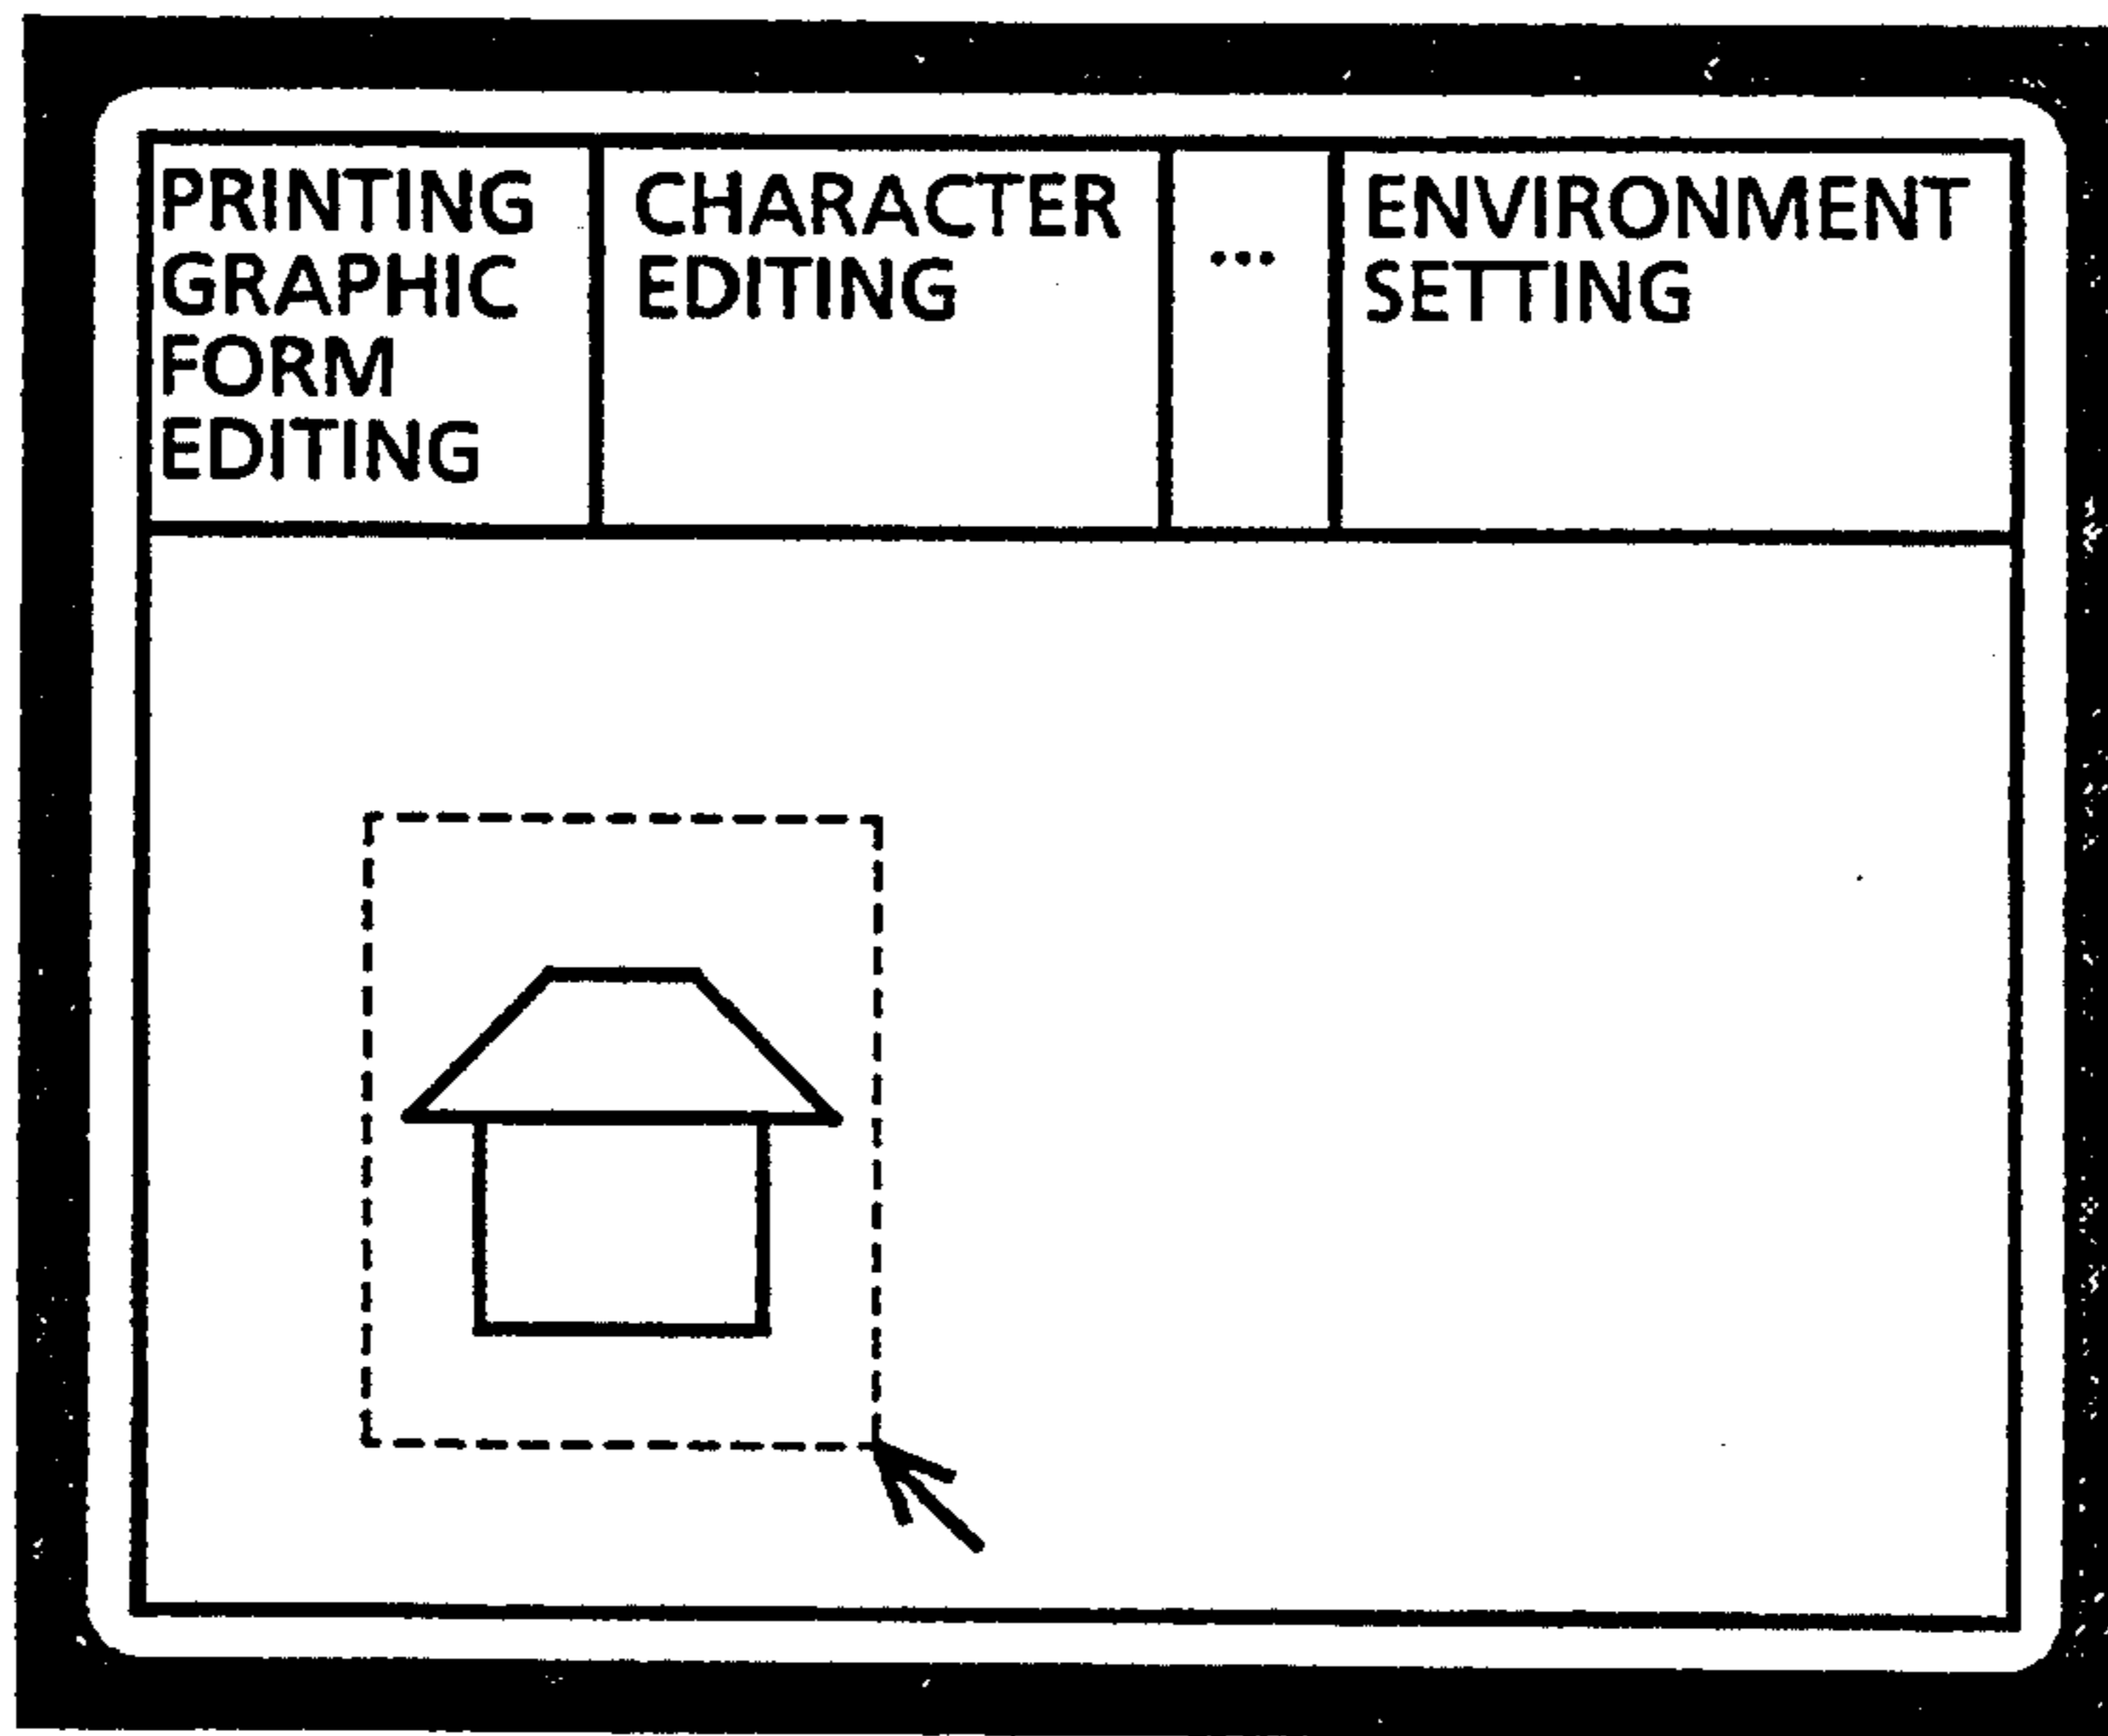 PRINTING
GRAPHIC
FORM
EDITING
CHARACTER
EDITING
...
ENVIRONMENT
SETTING